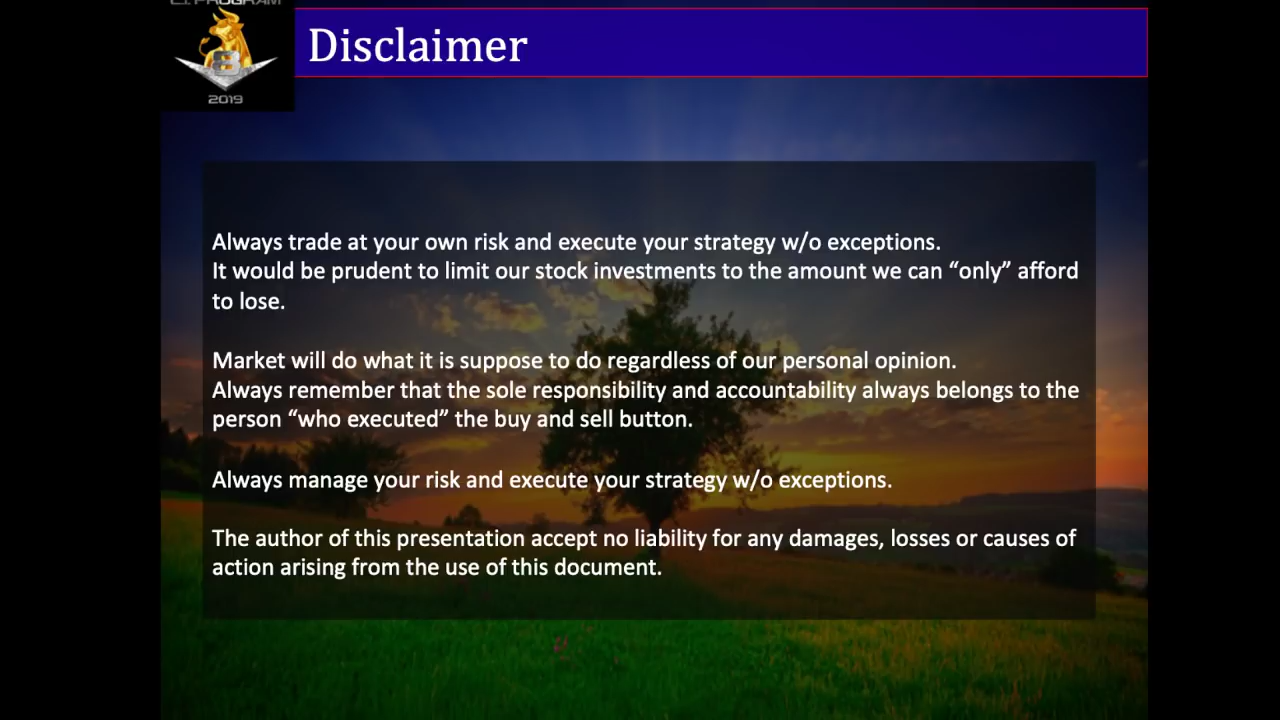 PROGRAM
8
2019
Disclaimer
Always trade at your own risk and execute your strategy w/o exceptions.
It would be prudent to limit our stock investments to the amount we can “only” afford
to lose.
Market will do what it is suppose to do regardless of our personal opinion.
Always remember that the sole responsibility and accountability always belongs to the
person “who executed” the buy and sell button.
Always manage your risk and execute your strategy w/o exceptions.
The author of this presentation accept no liability for any damages, losses or causes of
action arising from the use of this document.